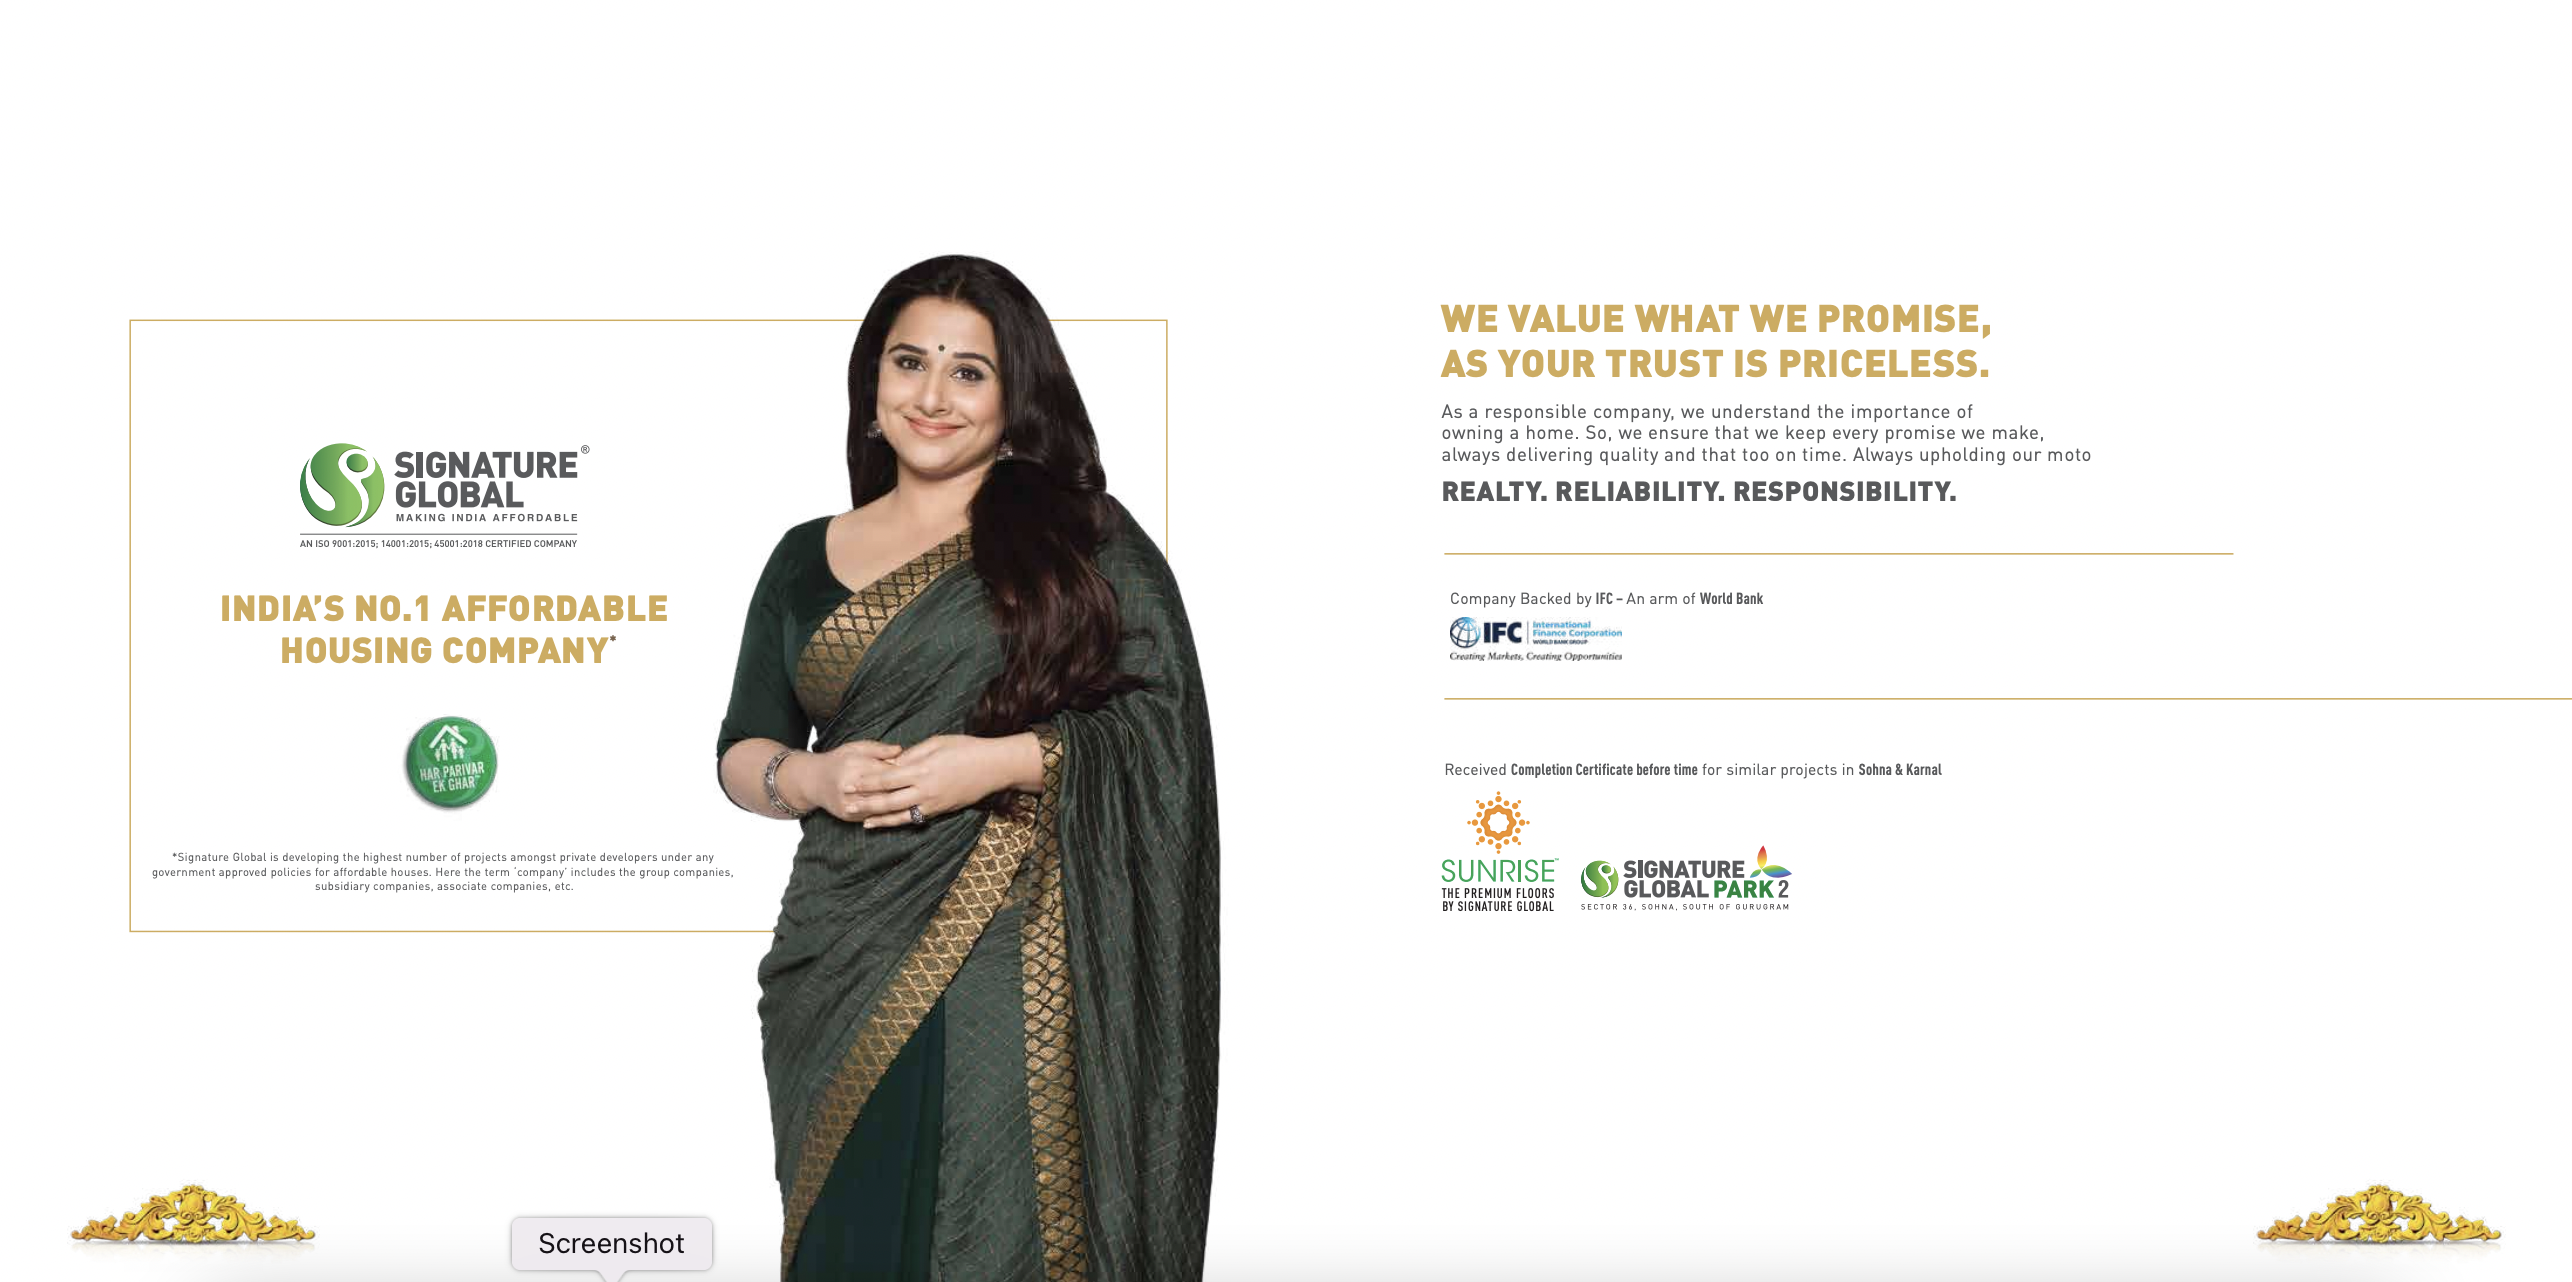 SIGNATURE®
GLOBAL
MAKING INDIA AFFORDABLE
AN ISO 9001:2015; 14001:2015; 45001:2018 CERTIFIED COMPANY
INDIA’S NO.1 AFFORDABLE
HOUSING COMPANY*
HAR PARIVAR
EK GHAR™
*Signature Global is developing the highest number of projects amongst private developers under any
government approved policies for affordable houses. Here the term ‘company’ includes the group companies,
subsidiary companies, associate companies, etc.
WE VALUE WHAT WE PROMISE,
AS YOUR TRUST IS PRICELESS.
As a responsible company, we understand the importance of
owning a home. So, we ensure that we keep every promise we make,
always delivering quality and that too on time. Always upholding our moto
REALTY. RELIABILITY. RESPONSIBILITY.
Company Backed by IFC – An arm of World Bank
IFC
International
Finance Corporation
WORLD BANK GROUP
Creating Markets, Creating Opportunities
Received Completion Certificate before time for similar projects in Sohna & Karnal
SUNRISE™
THE PREMIUM FLOORS
BY SIGNATURE GLOBAL
SIGNATURE
GLOBAL PARK 2
SECTOR 36, SOHNA, SOUTH OF GURUGRAM
Screenshot